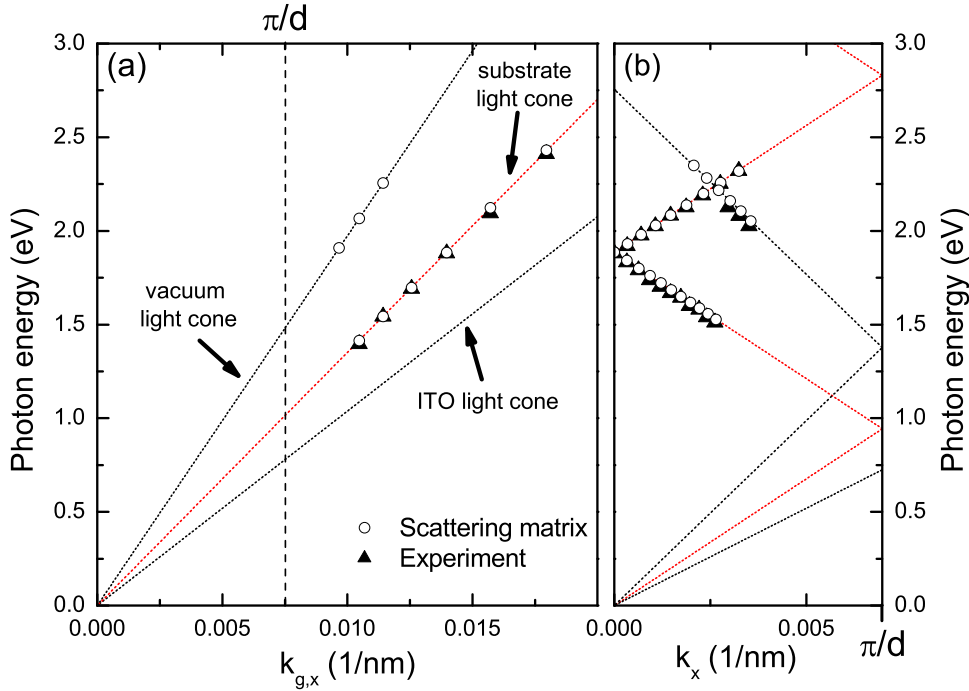 π/d
(a)
substrate
light cone
vacuum
light cone
ITO light cone
Scattering matrix
Experiment
Photon energy (eV)
3.0
2.5
2.0
1.5
1.0
0.5
0.0
0.000
0.005
0.010
0.015
k_{g,x} (1/nm)
(b)
3.0
2.5
2.0
1.5
1.0
0.5
0.0
Photon energy (eV)
0.000
0.005
π/d
k_x (1/nm)